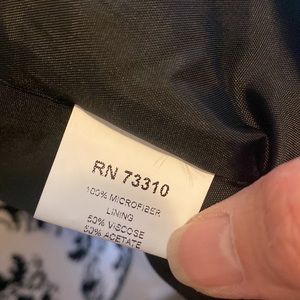 RN 73310
100% MICROFIBER
LINING
50% VISCOSE
50% ACETATE